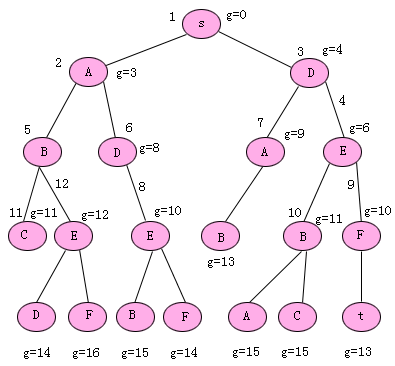 1 s g=0
2 A g=3 3 D g=4
4
5 B 6 D g=8 7 A g=9 E g=6
12 8 9
11 C g=11 E g=12 E g=10 B g=13 10 B g=11 F g=10
D F B F A C t
g=14 g=16 g=15 g=14 g=15 g=15 g=13